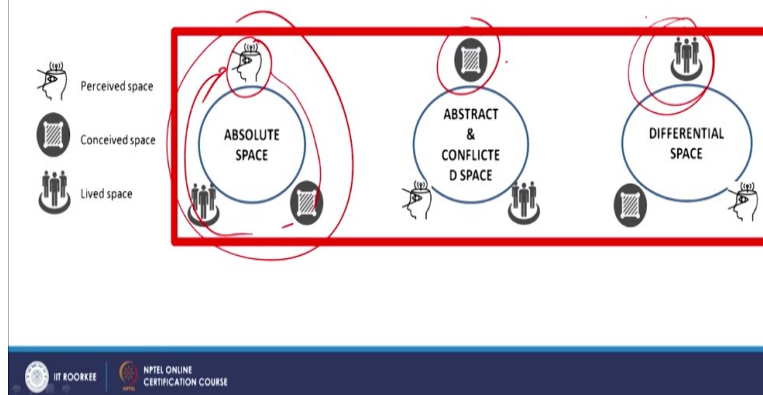 Perceived space
Conceived space
Lived space
ABSOLUTE
SPACE
ABSTRACT
&
CONFLICTE
D SPACE
DIFFERENTIAL
SPACE
IIT ROORKEE
NPTEL ONLINE
CERTIFICATION COURSE